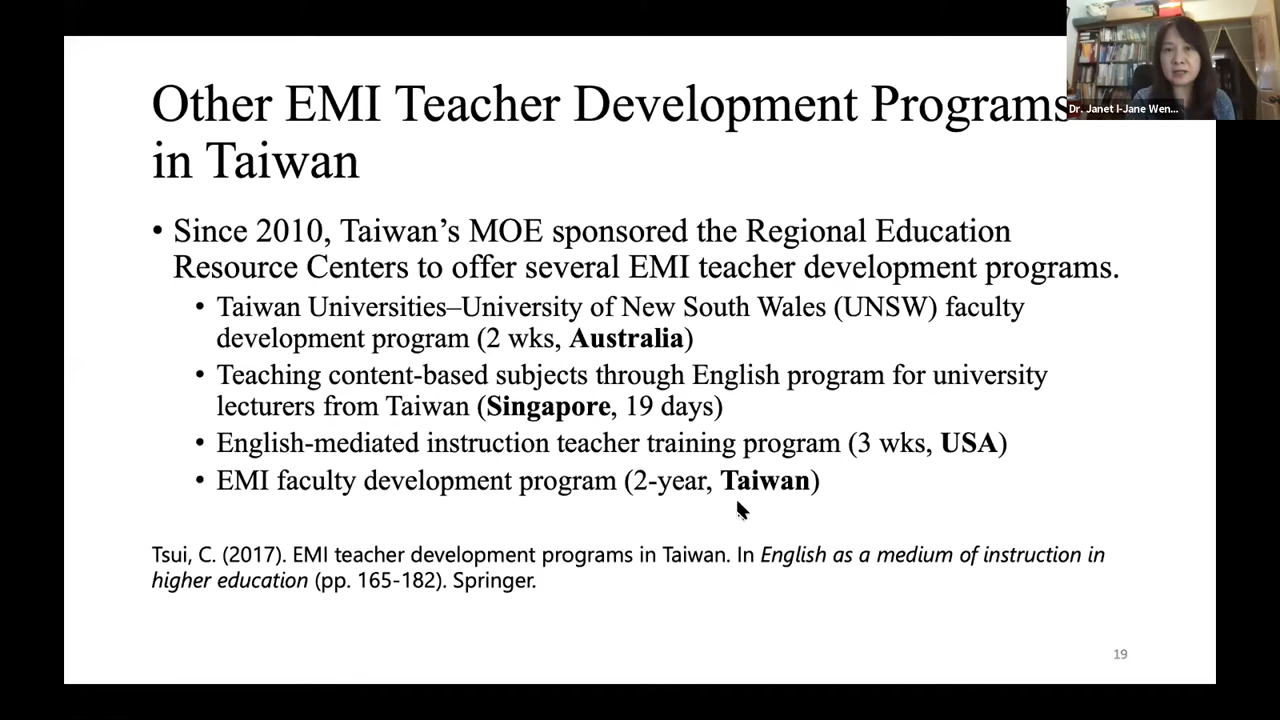 Other EMI Teacher Development Programs
in Taiwan
Dr. Janet I-Jane Wen...
• Since 2010, Taiwan’s MOE sponsored the Regional Education
Resource Centers to offer several EMI teacher development programs.
• Taiwan Universities–University of New South Wales (UNSW) faculty
development program (2 wks, Australia)
• Teaching content-based subjects through English program for university
lecturers from Taiwan (Singapore, 19 days)
• English-mediated instruction teacher training program (3 wks, USA)
• EMI faculty development program (2-year, Taiwan)
Tsui, C. (2017). EMI teacher development programs in Taiwan. In English as a medium of instruction in
higher education (pp. 165-182). Springer.
19